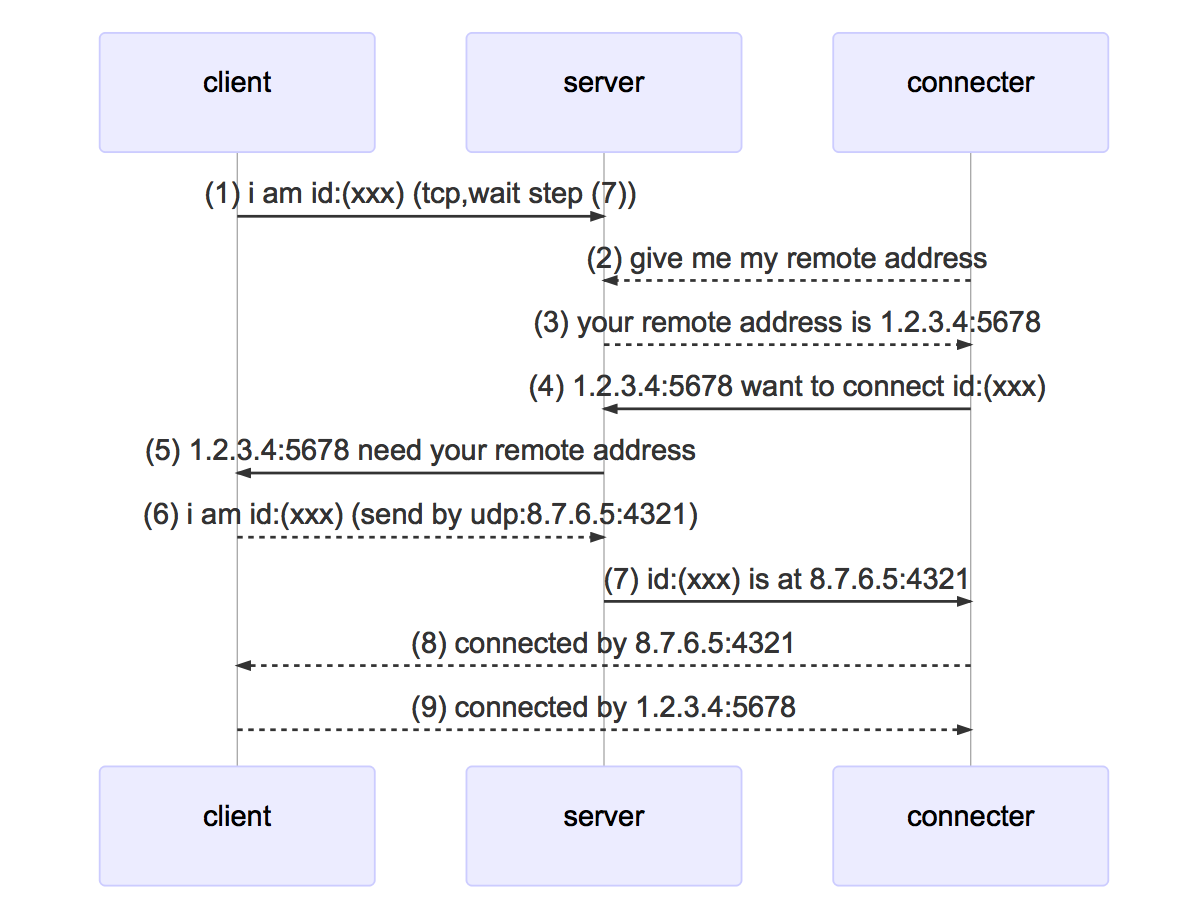 client
server
connecter
(1) i am id:(xxx) (tcp,wait step (7))
(2) give me my remote address
(3) your remote address is 1.2.3.4:5678
(4) 1.2.3.4:5678 want to connect id:(xxx)
(5) 1.2.3.4:5678 need your remote address
(6) i am id:(xxx) (send by udp:8.7.6.5:4321)
(7) id:(xxx) is at 8.7.6.5:4321
(8) connected by 8.7.6.5:4321
(9) connected by 1.2.3.4:5678
client
server
connecter